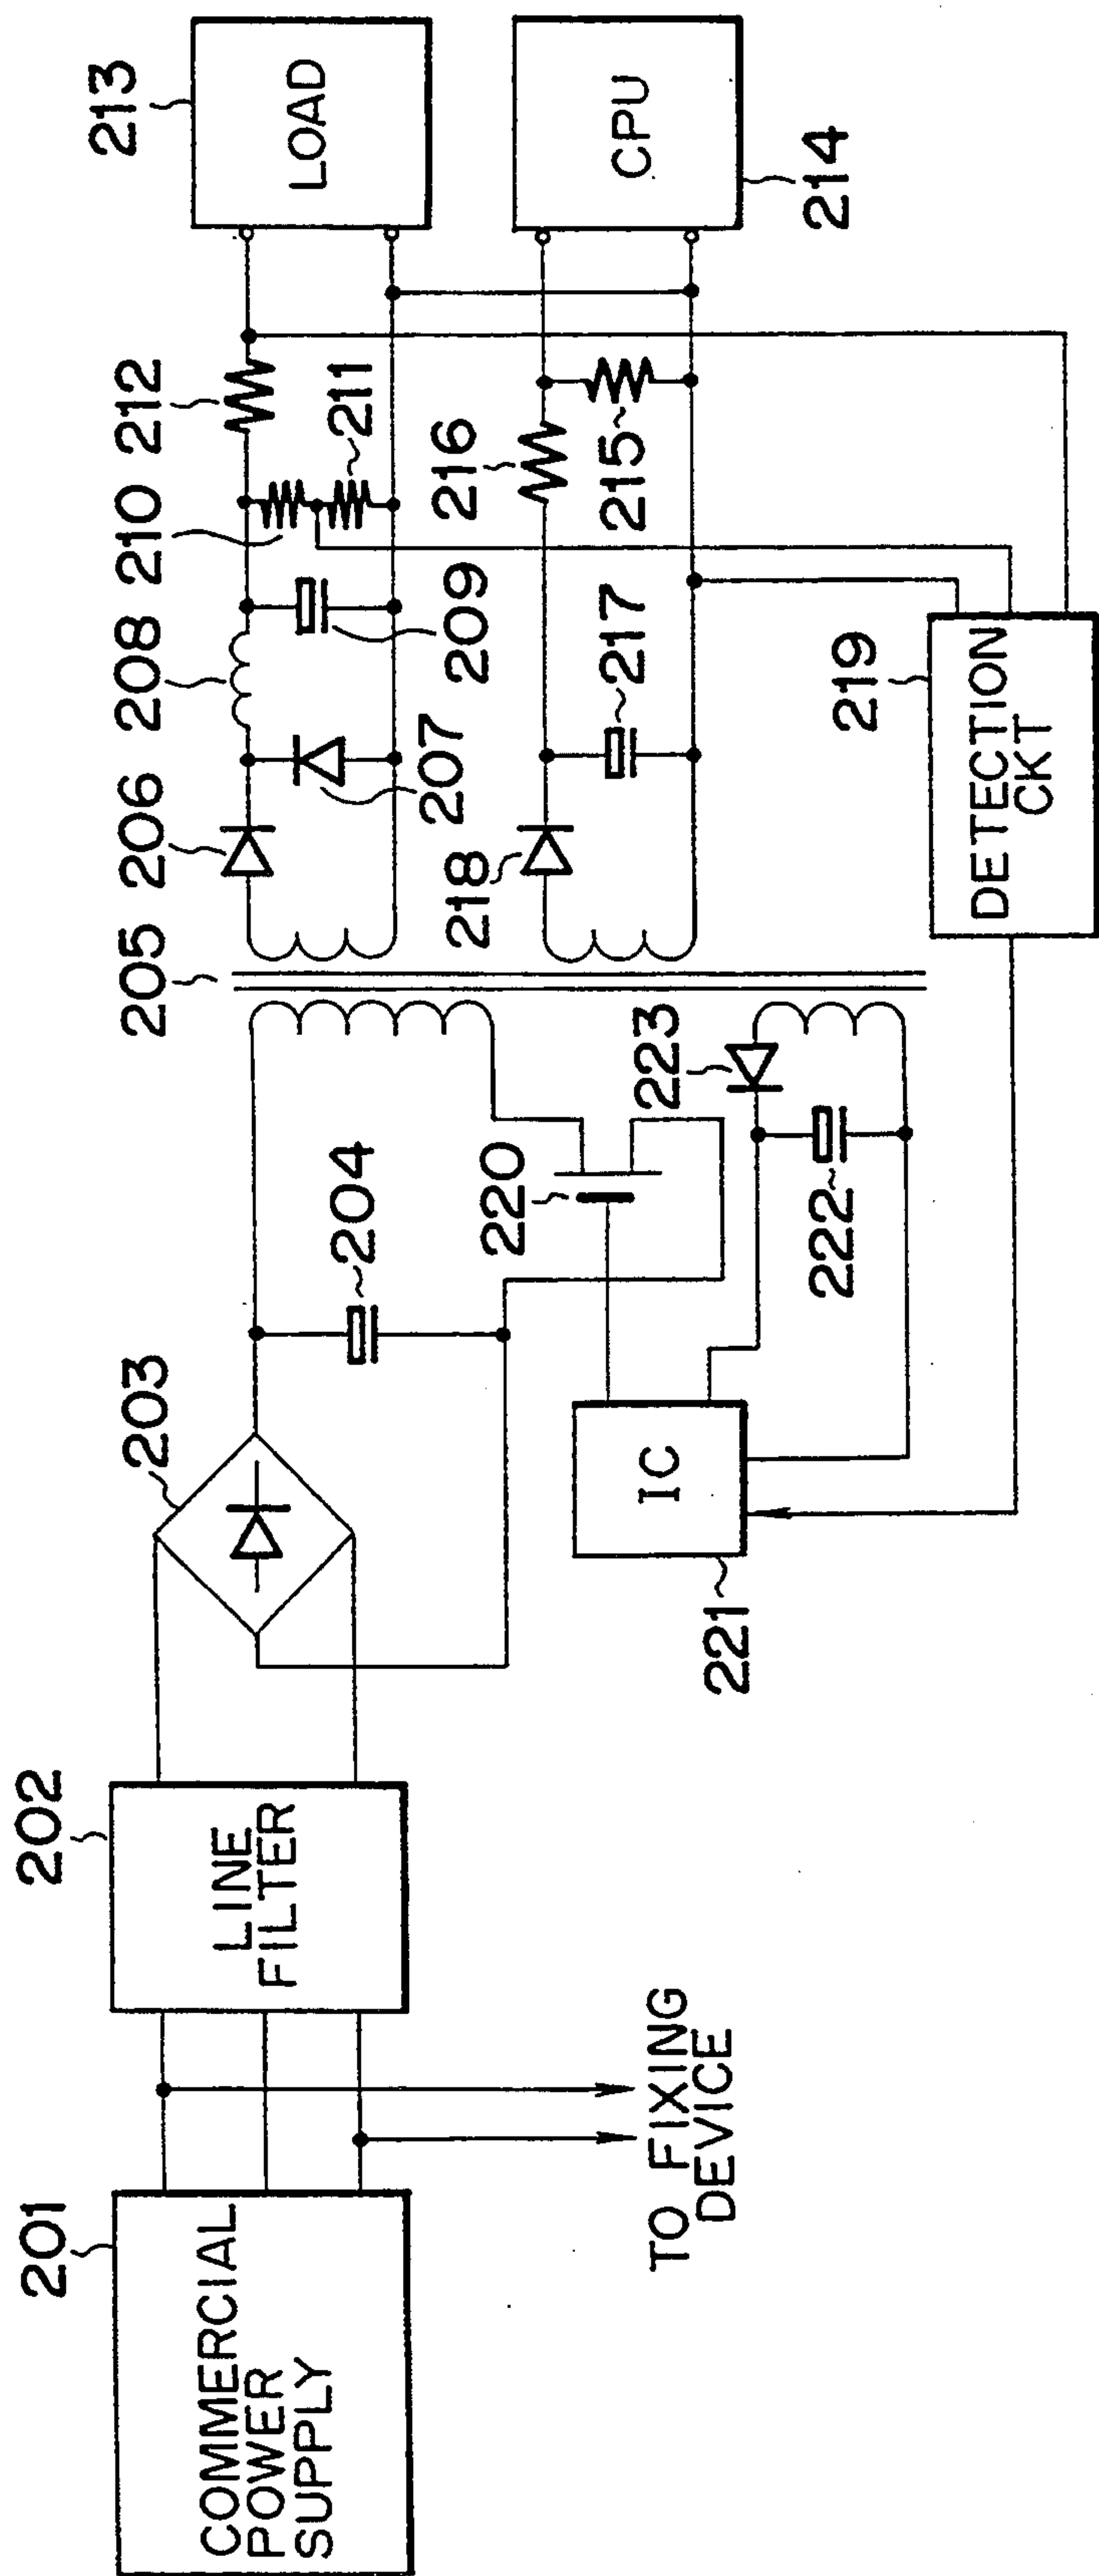 201
COMMERCIAL
POWER
SUPPLY
202
LINE
FILTER
TO FIXING
DEVICE
203
204
205
206
207
208
209
210
211
212
213
LOAD
CPU
214
215
216
217
218
219
DETECTION
CKT
220
IC
221
222
223